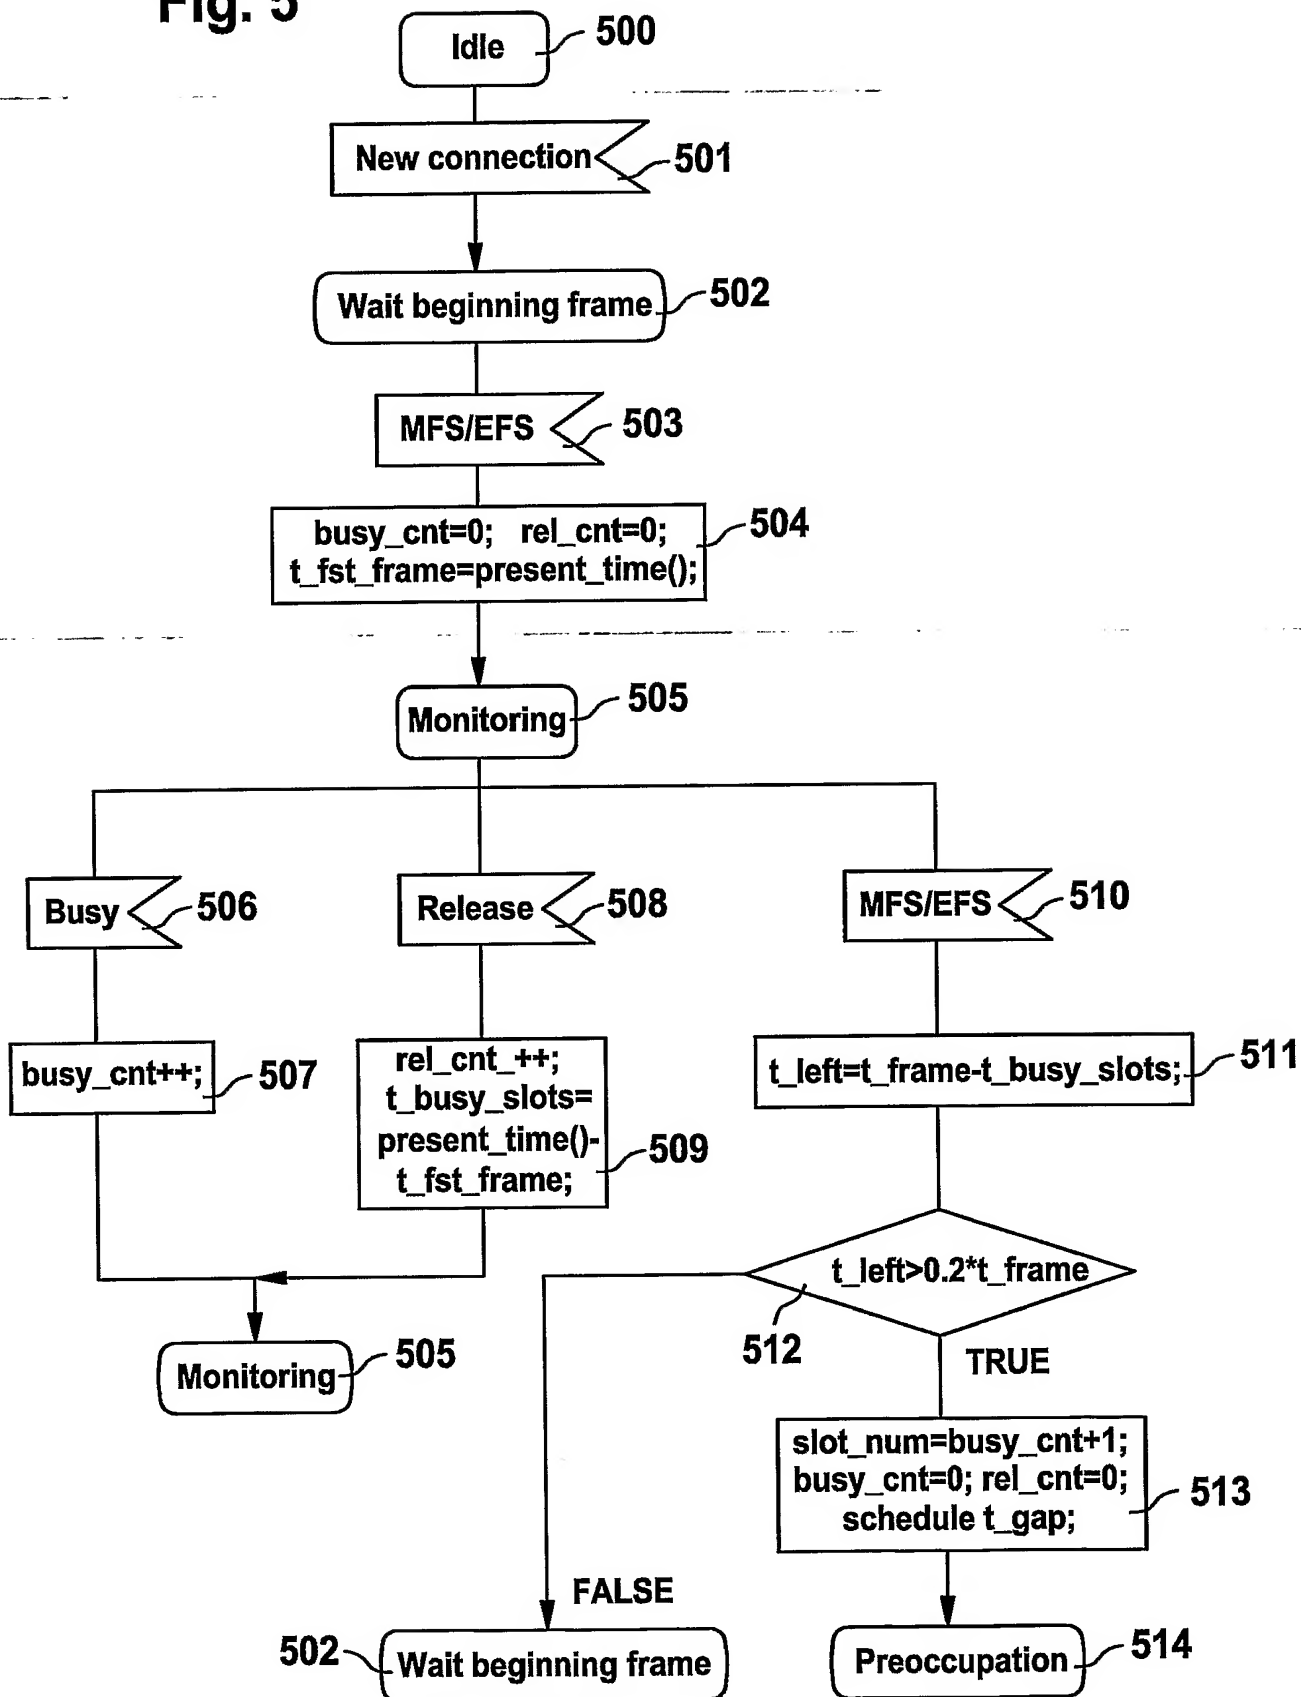 Fig. 5
Idle
500
New connection
501
Wait beginning frame
502
MFS/EFS
503
busy_cnt=0; rel_cnt=0;
t_fst_frame=present_time();
504
Monitoring
505
Busy
506
Release
508
MFS/EFS
510
busy_cnt++;
507
rel_cnt_++;
t_busy_slots=
present_time()-
t_fst_frame;
509
t_left=t_frame-t_busy_slots;
511
t_left>0.2*t_frame
512
TRUE
Monitoring
505
slot_num=busy_cnt+1;
busy_cnt=0; rel_cnt=0;
schedule t_gap;
513
FALSE
502
Wait beginning frame
Preoccupation
514